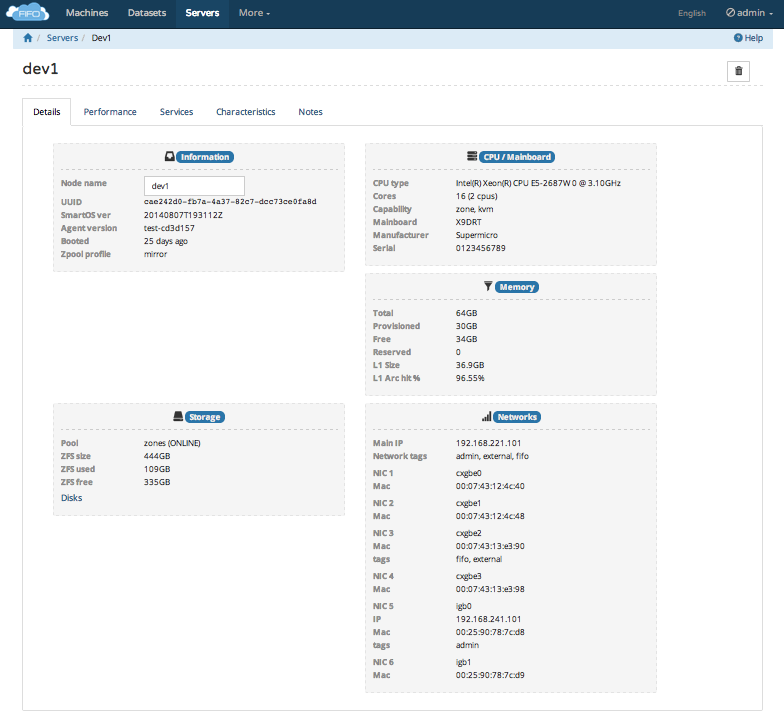 FIFO Machines Datasets Servers More English admin
/ Servers / Dev1 Help
dev1
Details Performance Services Characteristics Notes
Information
Node name dev1
UUID cae242d0-fb7a-4a37-82c7-dcc73ce0fa8d
SmartOS ver 20140807T193112Z
Agent version test-cd3d157
Booted 25 days ago
Zpool profile mirror
CPU / Mainboard
CPU type Intel(R) Xeon(R) CPU E5-2687W 0 @ 3.10GHz
Cores 16 (2 cpus)
Capability zone, kvm
Mainboard X9DRT
Manufacturer Supermicro
Serial 0123456789
Memory
Total 64GB
Provisioned 30GB
Free 34GB
Reserved 0
L1 Size 36.9GB
L1 Arc hit % 96.55%
Storage
Pool zones (ONLINE)
ZFS size 444GB
ZFS used 109GB
ZFS free 335GB
Disks
Networks
Main IP 192.168.221.101
Network tags admin, external, fifo
NIC 1 cxgbe0
Mac 00:07:43:12:4c:40
NIC 2 cxgbe1
Mac 00:07:43:12:4c:48
NIC 3 cxgbe2
Mac 00:07:43:13:e3:90
tags fifo, external
NIC 4 cxgbe3
Mac 00:07:43:13:e3:98
NIC 5 igb0
IP 192.168.241.101
Mac 00:25:90:78:7c:d8
tags admin
NIC 6 igb1
Mac 00:25:90:78:7c:d9